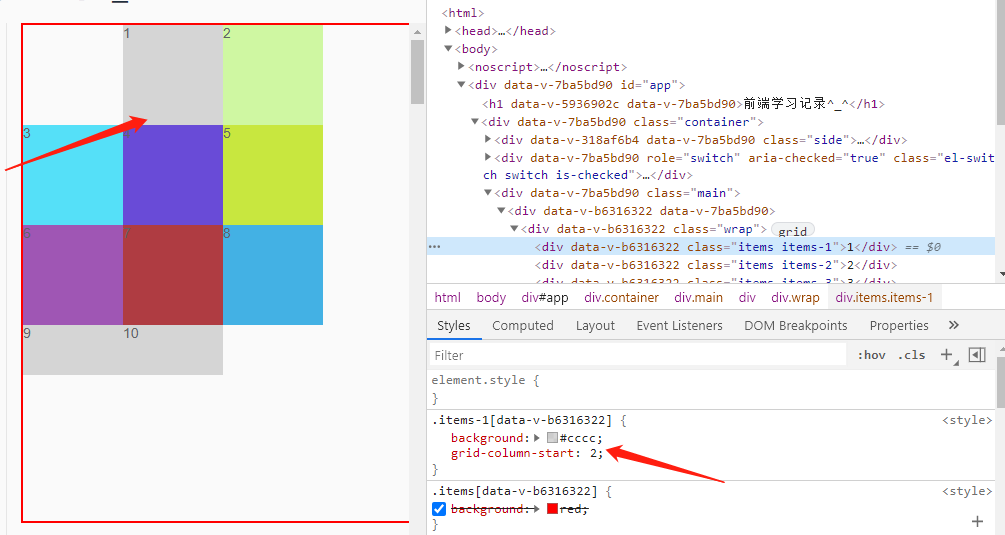 1
2
3
5
6
7
8
9
10
<html>
<head>…</head>
<body>
<noscript>…</noscript>
<div data-v-7ba5bd90 id="app">
<h1 data-v-5936902c data-v-7ba5bd90>前端学习记录^_^</h1>
<div data-v-7ba5bd90 class="container">
<div data-v-318af6b4 data-v-7ba5bd90 class="side">…</div>
<div data-v-7ba5bd90 role="switch" aria-checked="true" class="el-swit
ch switch is-checked">…</div>
<div data-v-7ba5bd90 class="main">
<div data-v-b6316322 data-v-7ba5bd90>
<div data-v-b6316322 class="wrap"> grid
… <div data-v-b6316322 class="items items-1">1</div> == $0
<div data-v-b6316322 class="items items-2">2</div>
<div data-v-b6316322 class="items items-3">3</div>
html body div#app div.container div.main div div.wrap div.items.items-1
Styles Computed Layout Event Listeners DOM Breakpoints Properties »
Filter :hov .cls +
element.style {
}
.items-1[data-v-b6316322] { <style>
background: #cccc;
grid-column-start: 2;
}
.items[data-v-b6316322] { <style>
background: red;
}